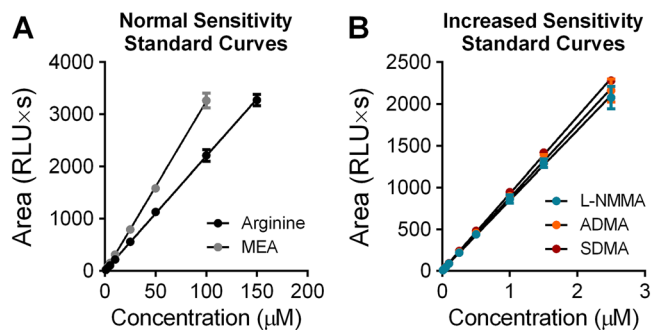 A
Normal Sensitivity
Standard Curves
4000
3000
2000
1000
0
Area (RLU×s)
0 50 100 150 200
Concentration (μM)
Arginine
MEA
B
Increased Sensitivity
Standard Curves
2500
2000
1500
1000
500
0
Area (RLU×s)
0 1 2 3
Concentration (μM)
L-NMMA
ADMA
SDMA